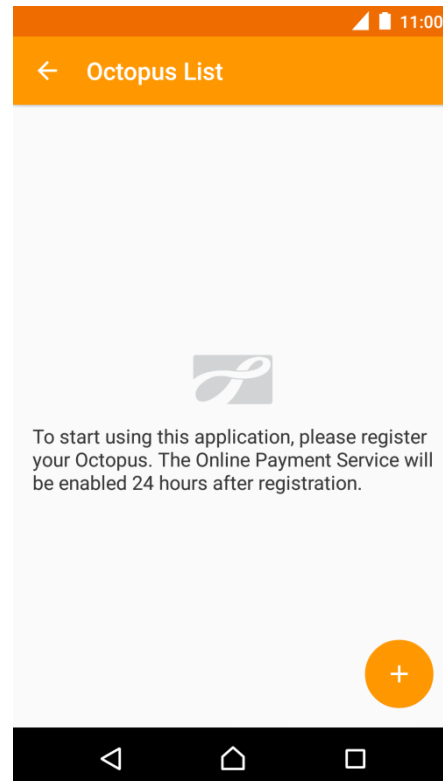 11:00
Octopus List
To start using this application, please register
your Octopus. The Online Payment Service will
be enabled 24 hours after registration.
+